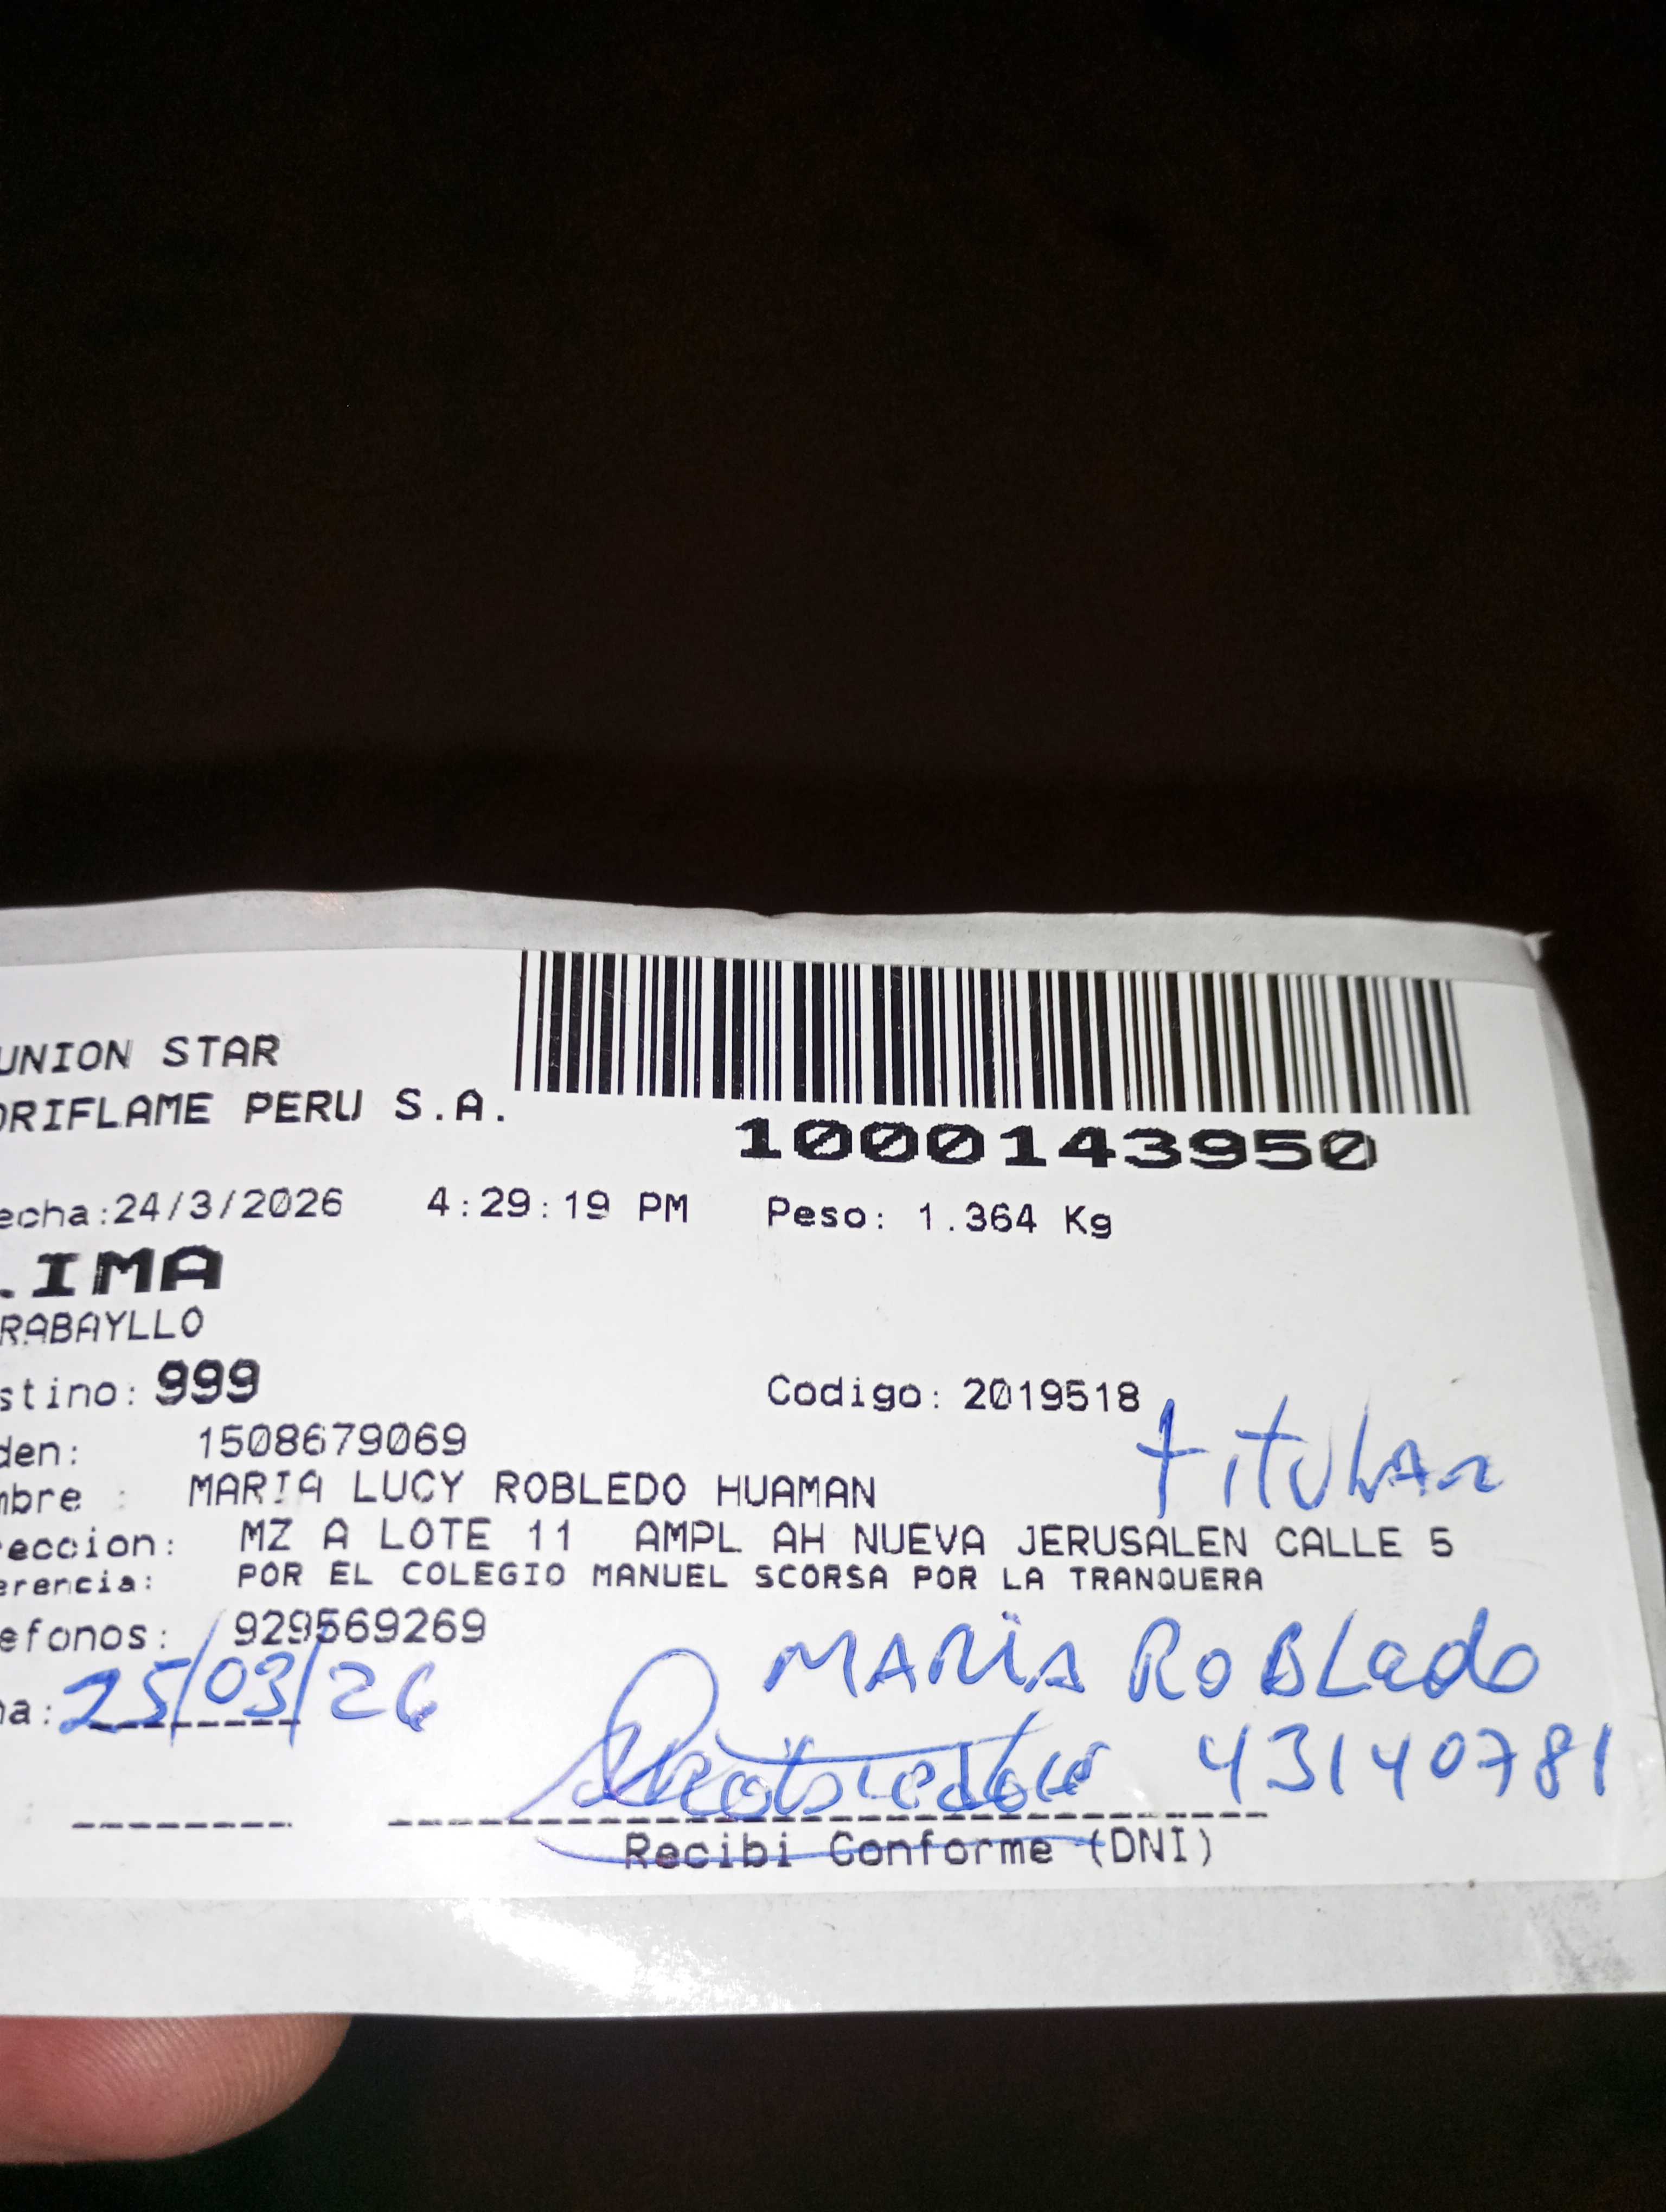 UNION STAR
ORIFLAME PERU S.A.
1000143950
echa:24/3/2026 4:29:19 PM Peso: 1.364 Kg
.IMA
RABAYLLO
stino: 999 Codigo: 2019518
den: 1508679069 TITULAR
mbre : MARIA LUCY ROBLEDO HUAMAN
eccion: MZ A LOTE 11 AMPL AH NUEVA JERUSALEN CALLE 5
erencia: POR EL COLEGIO MANUEL SCORSA POR LA TRANQUERA
efonos: 929569269
MARIA ROBLedo
ha: 25/03/26
43140781
Recibi Conforme (DNI)